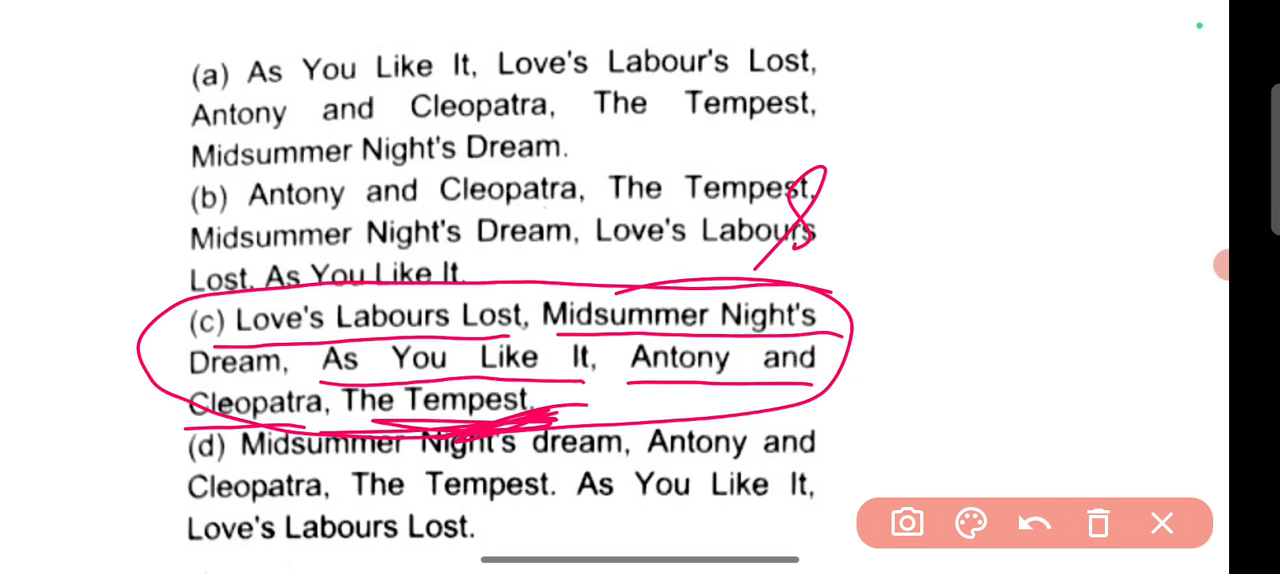 (a) As You Like It, Love's Labour's Lost,
Antony and Cleopatra, The Tempest,
Midsummer Night's Dream.
(b) Antony and Cleopatra, The Tempest,
Midsummer Night's Dream, Love's Labours
Lost. As You Like It.
(c) Love's Labours Lost, Midsummer Night's
Dream, As You Like It, Antony and
Cleopatra, The Tempest.
(d) Midsummer Night's dream, Antony and
Cleopatra, The Tempest. As You Like It,
Love's Labours Lost.